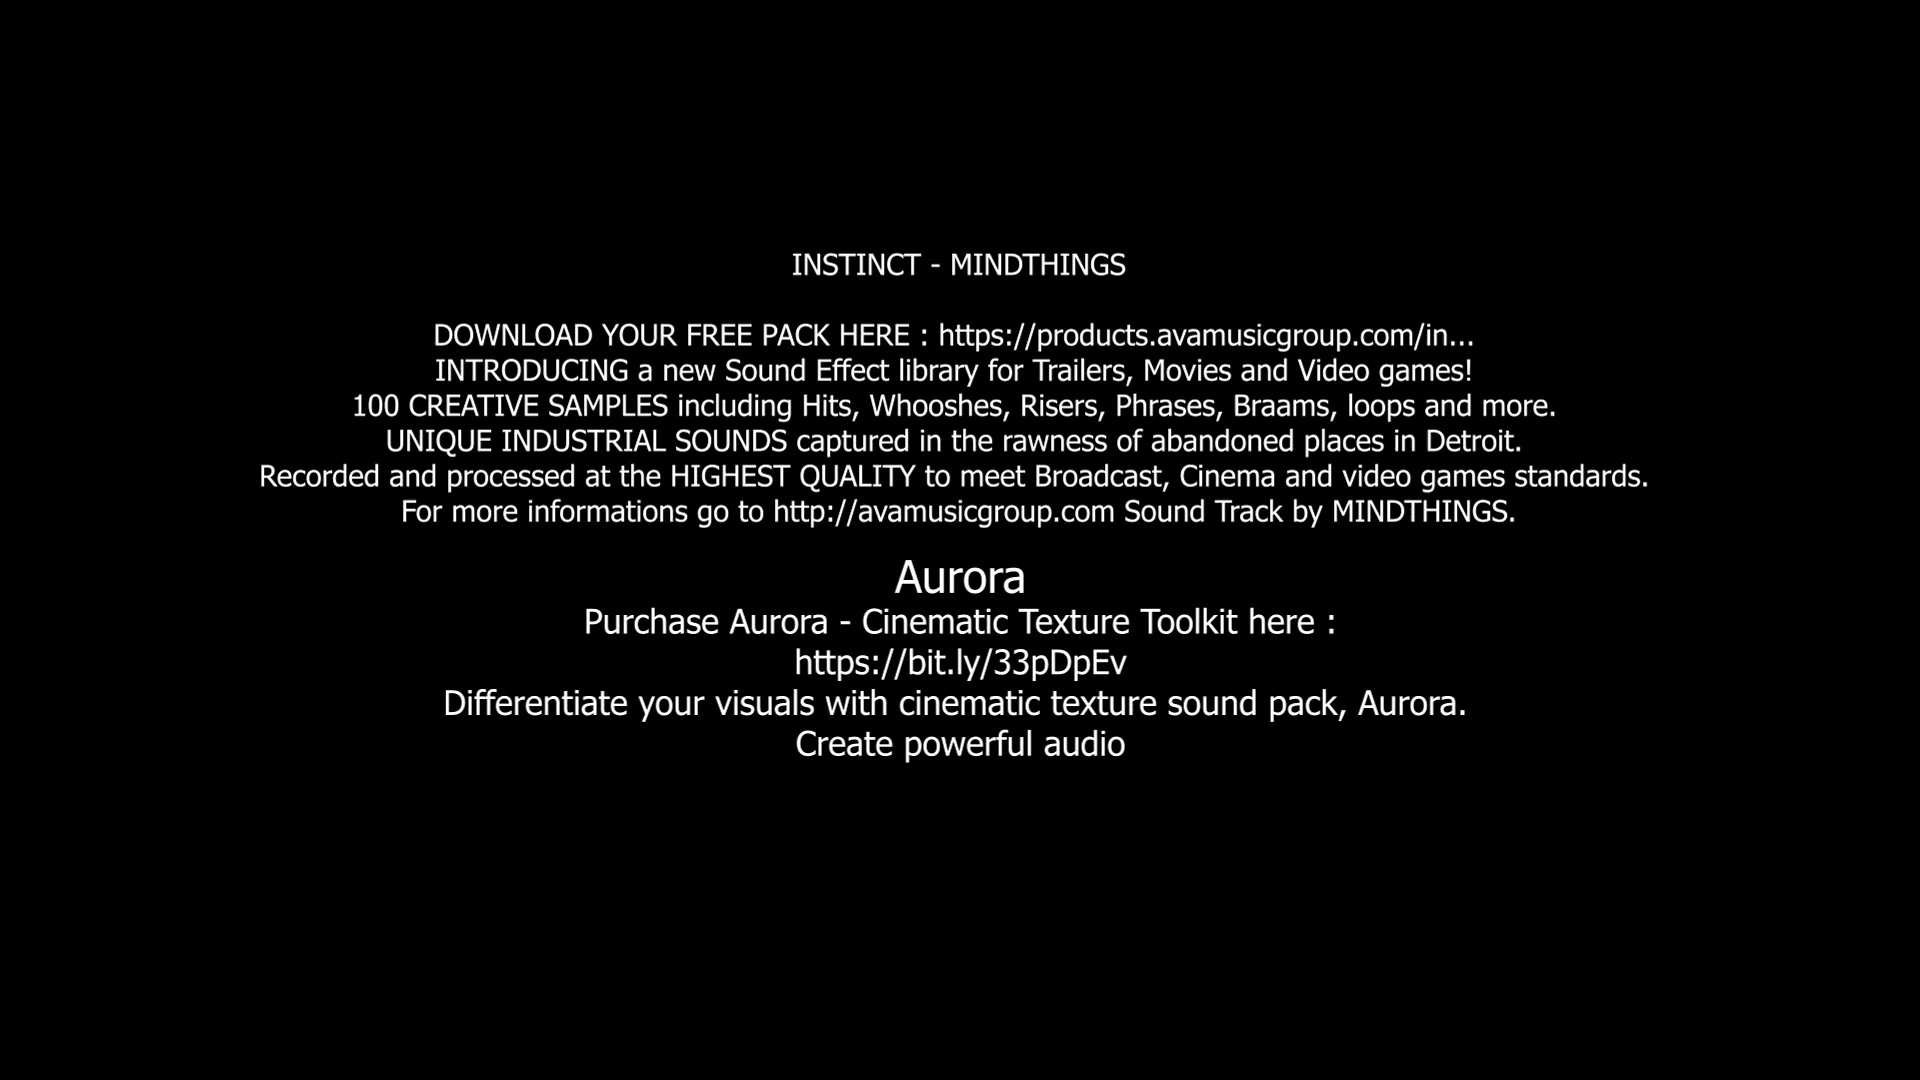 INSTINCT - MINDTHINGS
DOWNLOAD YOUR FREE PACK HERE : https://products.avamusicgroup.com/in...
INTRODUCING a new Sound Effect library for Trailers, Movies and Video games!
100 CREATIVE SAMPLES including Hits, Whooshes, Risers, Phrases, Braams, loops and more.
UNIQUE INDUSTRIAL SOUNDS captured in the rawness of abandoned places in Detroit.
Recorded and processed at the HIGHEST QUALITY to meet Broadcast, Cinema and video games standards.
For more informations go to http://avamusicgroup.com Sound Track by MINDTHINGS.
Aurora
Purchase Aurora - Cinematic Texture Toolkit here :
https://bit.ly/33pDpEv
Differentiate your visuals with cinematic texture sound pack, Aurora.
Create powerful audio